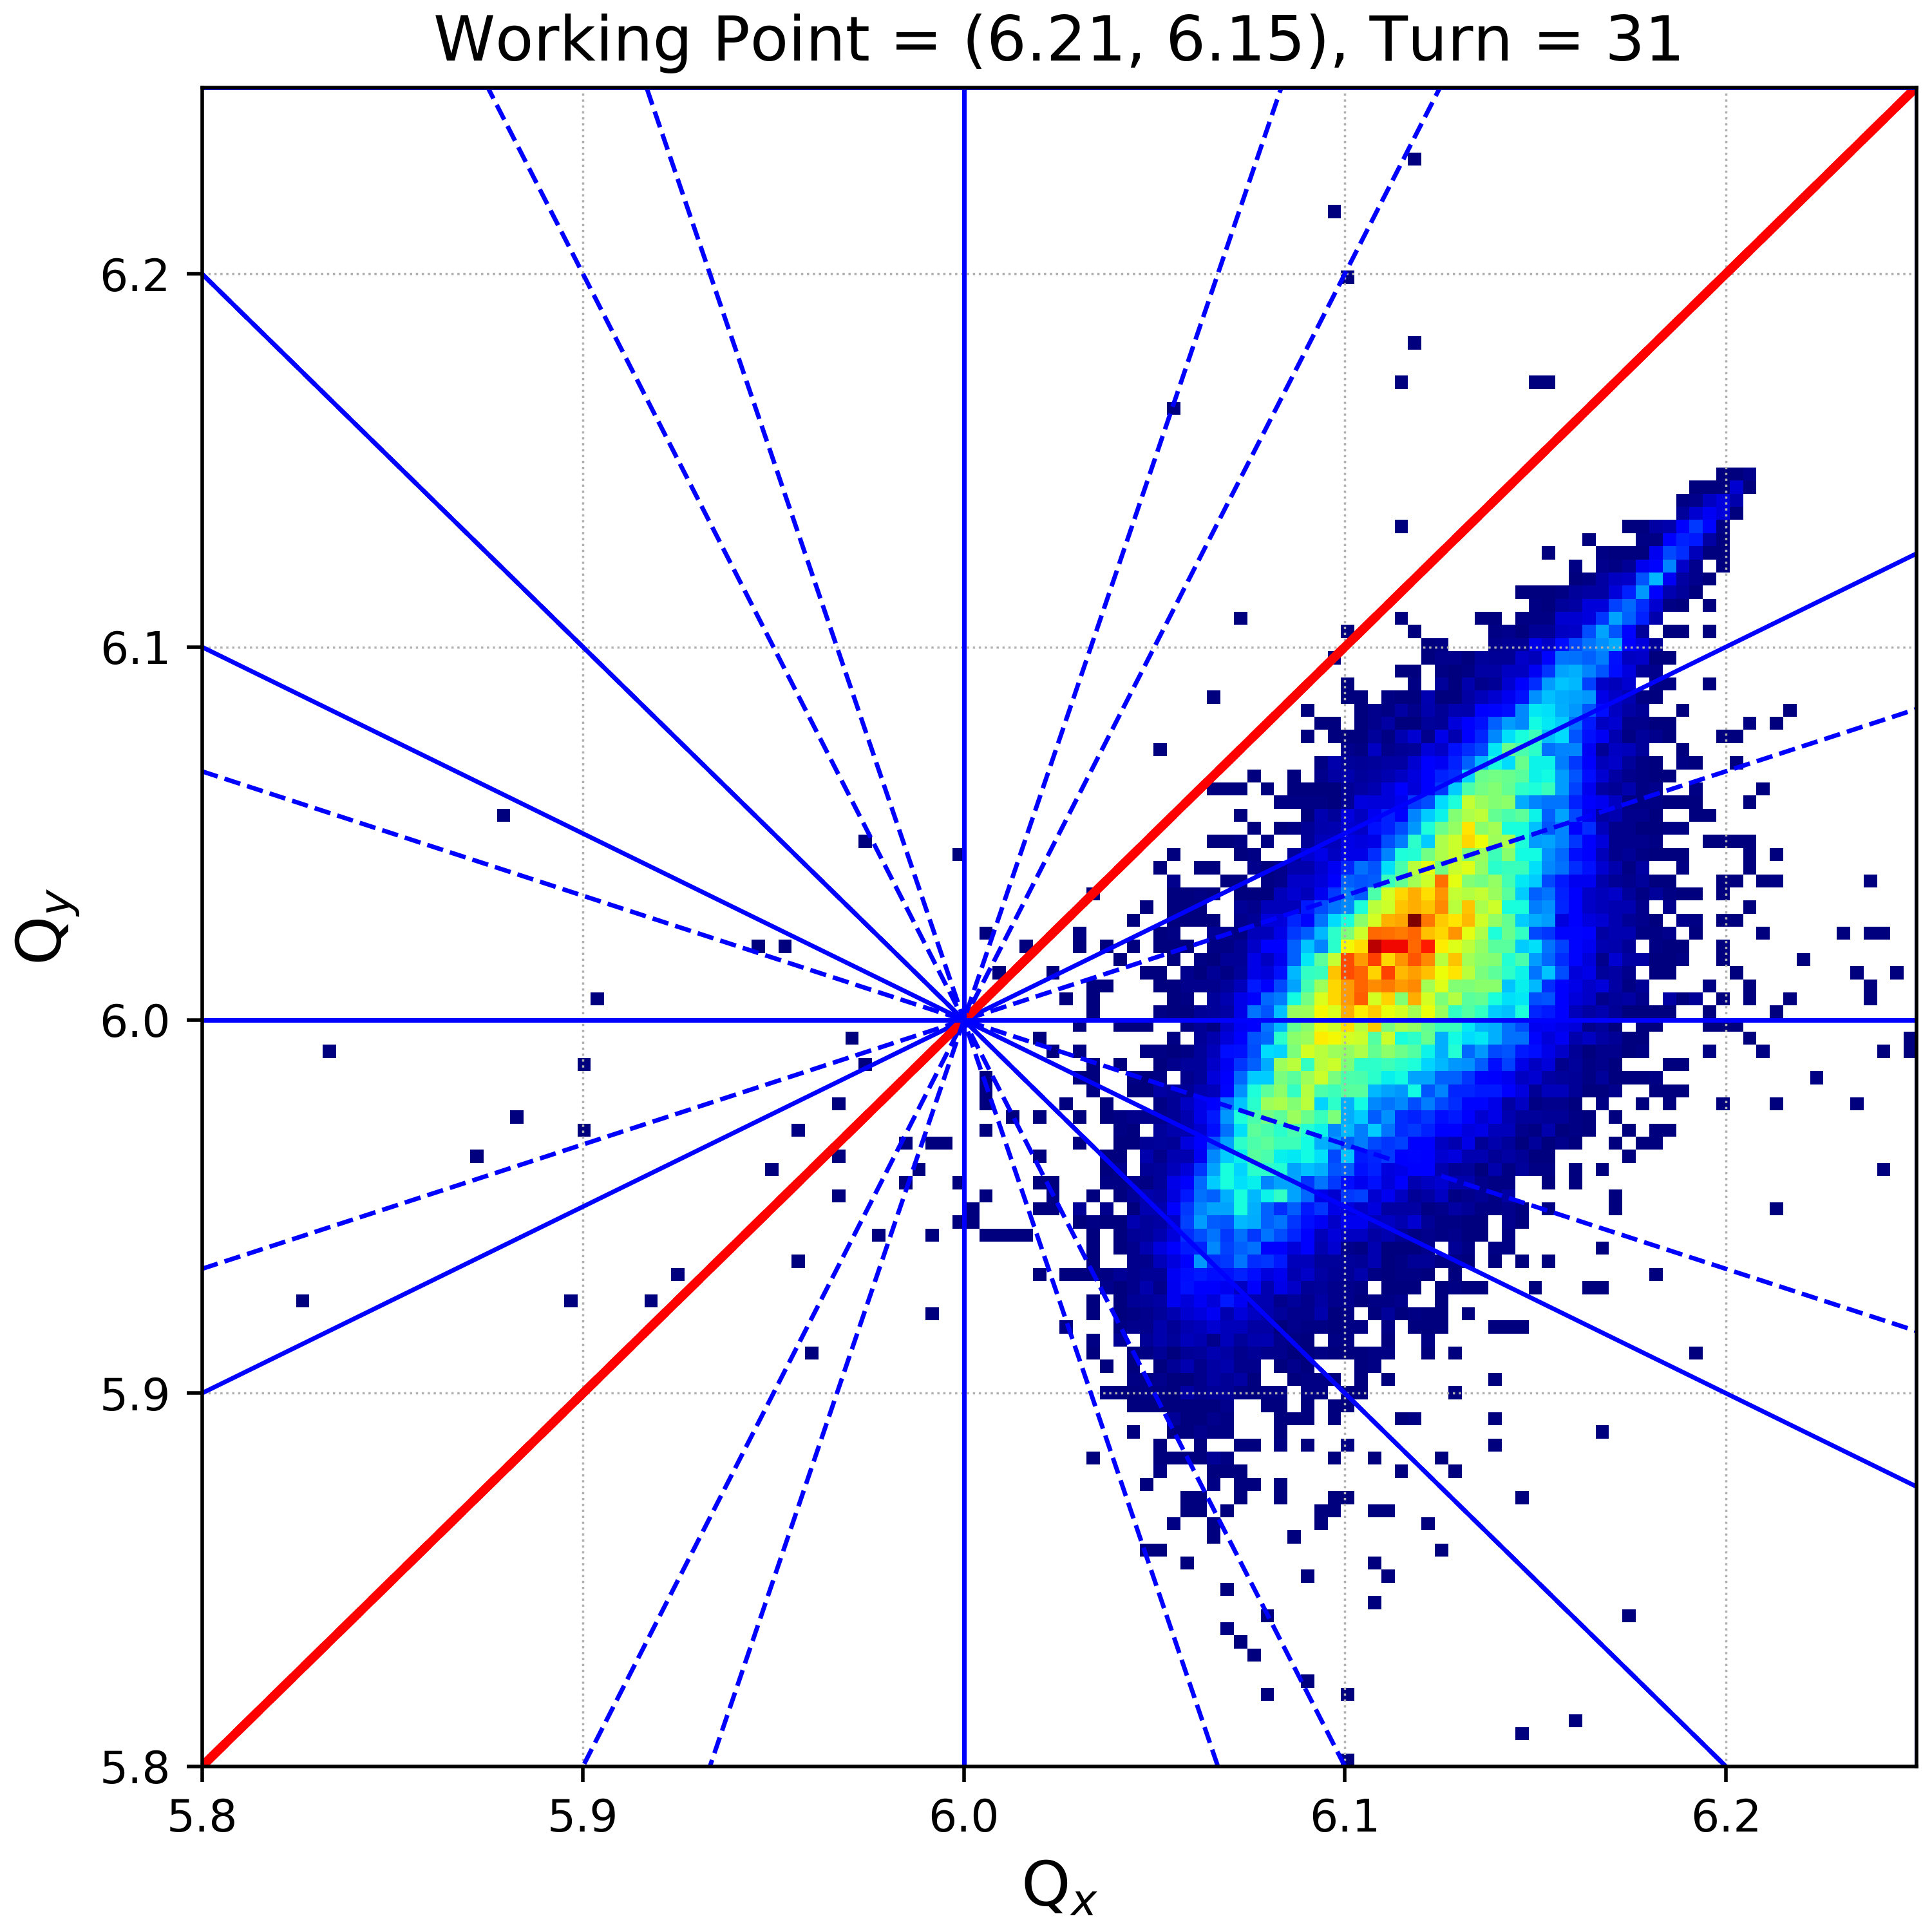 Working Point = (6.21, 6.15), Turn = 31
6.2
6.1
6.0
5.9
5.8
Qy
5.8 5.9 6.0 6.1 6.2
Qx